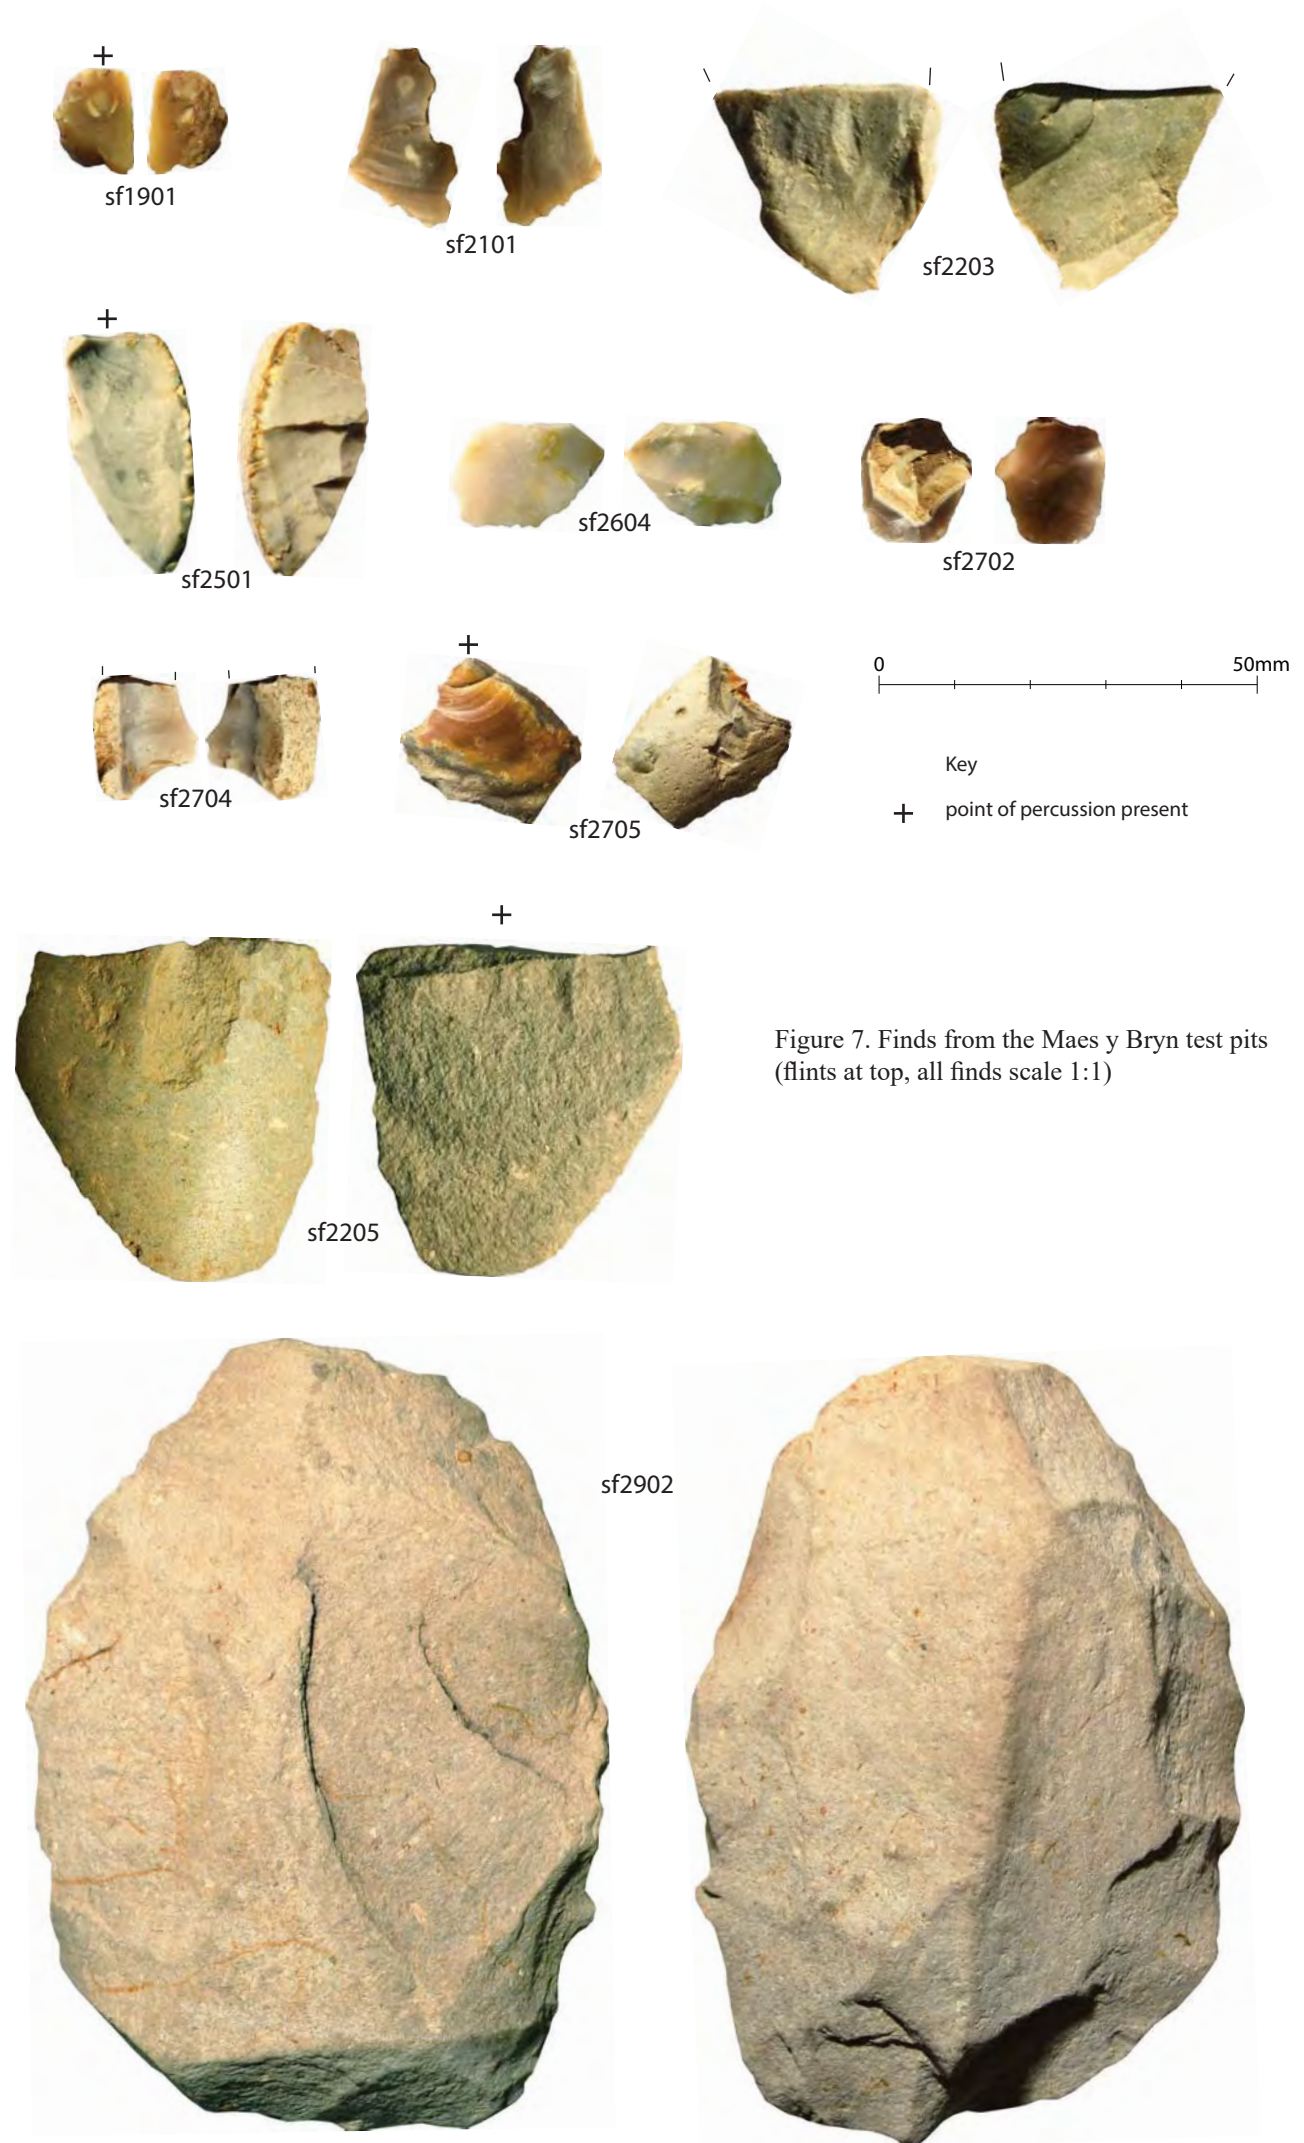 +
sf1901
sf2101
sf2203
+
sf2501
sf2604
sf2702
sf2704
+
sf2705
0 50mm
Key
+ point of percussion present
+
sf2205
Figure 7. Finds from the Maes y Bryn test pits
(flints at top, all finds scale 1:1)
sf2902